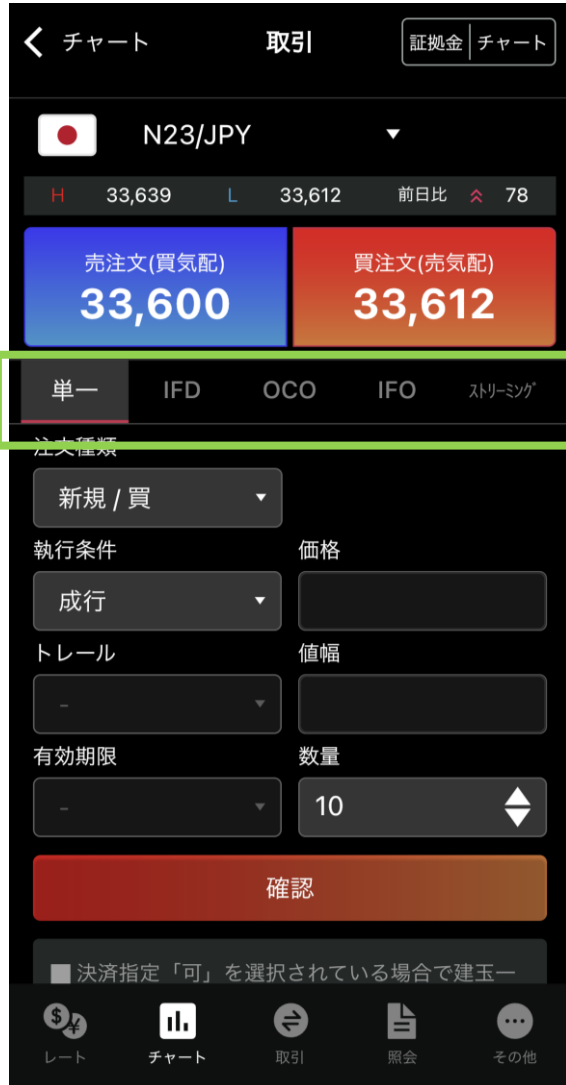 チャート 取引 証拠金 チャート
N23/JPY
H 33,639 L 33,612 前日比 78
売注文(買気配) 買注文(売気配)
33,600 33,612
単一 IFD OCO IFO ｽﾄﾘｰﾐﾝｸﾞ
注文種類
新規 / 買
執行条件 価格
成行
トレール 値幅
-
有効期限 数量
- 10
確認
■ 決済指定「可」を選択されている場合で建玉一
レート チャート 取引 照会 その他